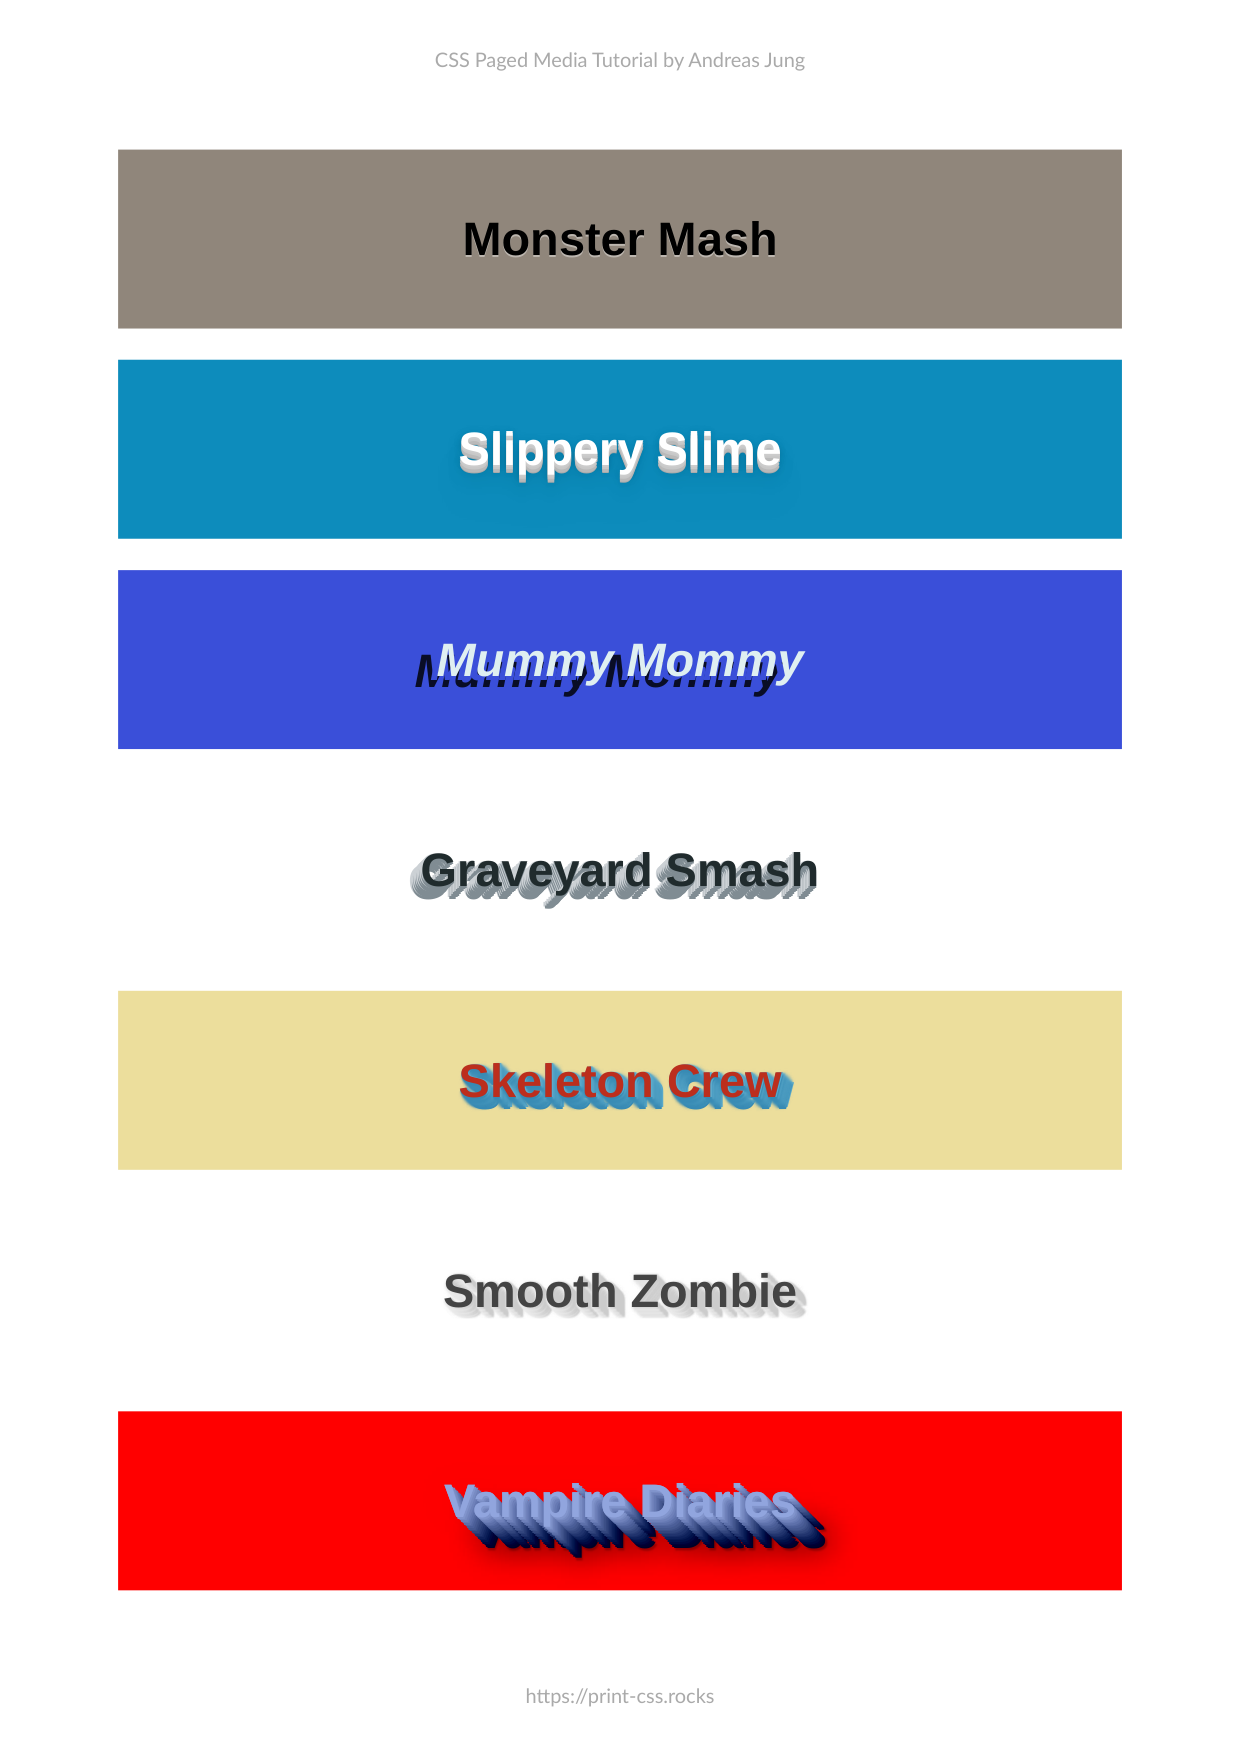 CSS Paged Media Tutorial by Andreas Jung
Monster Mash
Slippery Slime
Mummy Mommy
Graveyard Smash
Skeleton Crew
Smooth Zombie
Vampire Diaries
https://print-css.rocks